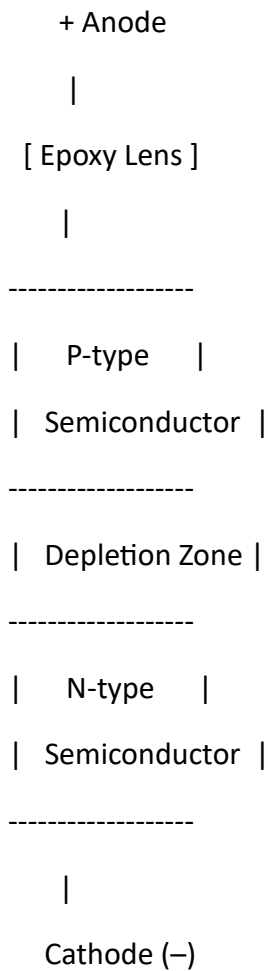 + Anode
|
[ Epoxy Lens ]
|
-------------------
| P-type |
| Semiconductor |
-------------------
| Depletion Zone |
-------------------
| N-type |
| Semiconductor |
-------------------
|
Cathode (–)